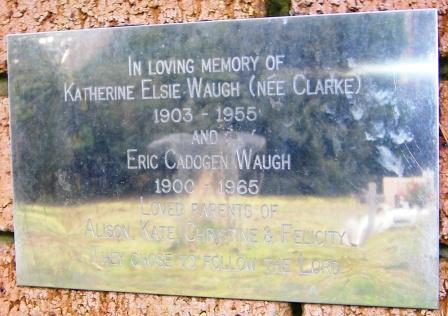 In loving memory of
Katherine Elsie Waugh (née Clarke)
1903 - 1955
and
Eric Cadogen Waugh
1900 - 1965
Loved parents of
Alison, Kate, Christine & Felicity
They chose to follow the Lord